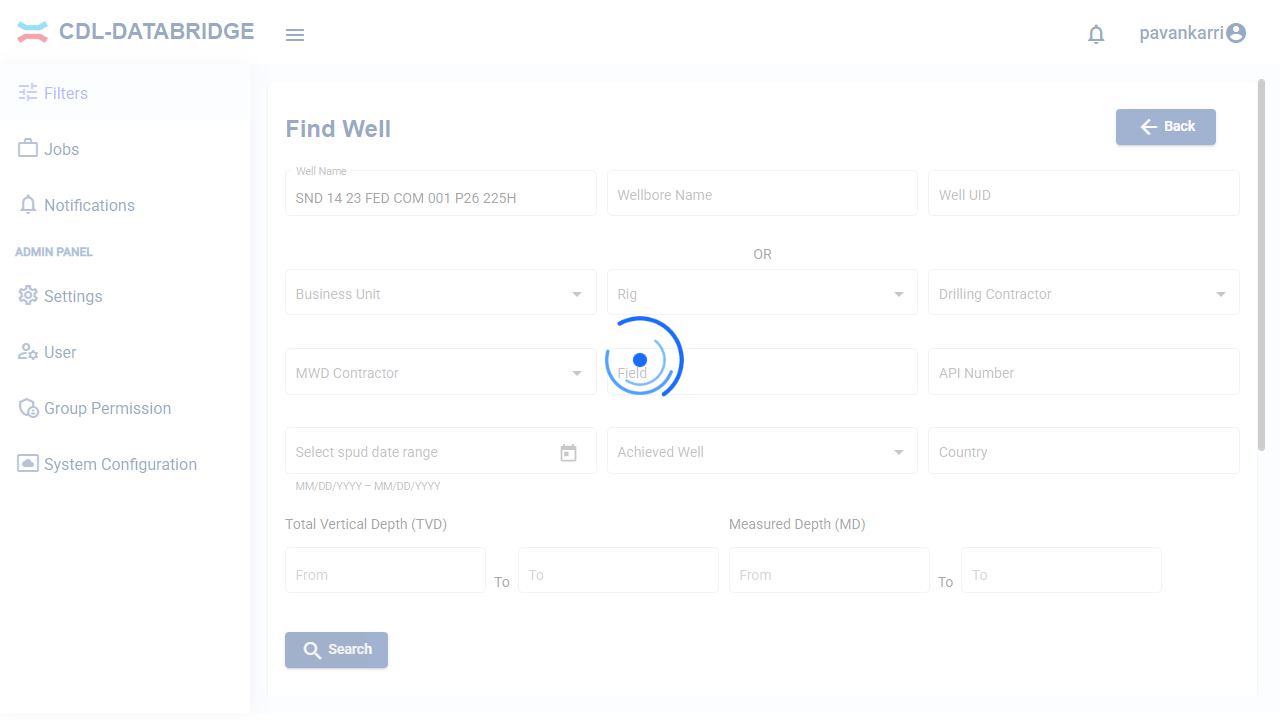 CDL-DATABRIDGE
pavankarri
Filters
Jobs
Notifications
ADMIN PANEL
Settings
User
Group Permission
System Configuration
Find Well
Back
Well Name
SND 14 23 FED COM 001 P26 225H
Wellbore Name
Well UID
OR
Business Unit
Rig
Drilling Contractor
MWD Contractor
Field
API Number
Select spud date range
Achieved Well
Country
MM/DD/YYYY – MM/DD/YYYY
Total Vertical Depth (TVD)
Measured Depth (MD)
From
To
To
From
To
To
Search